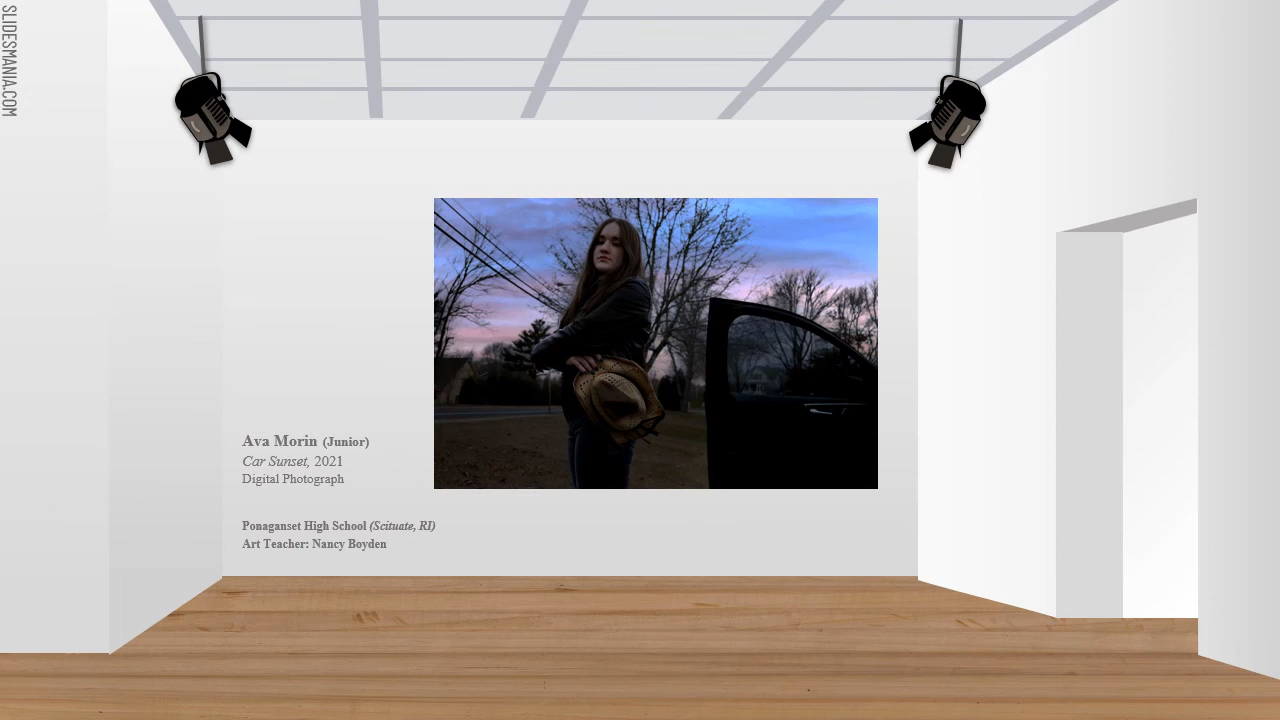 SLIDESMANIA.COM
Ava Morin (Junior)
Car Sunset, 2021
Digital Photograph
Ponaganset High School (Scituate, RI)
Art Teacher: Nancy Boyden